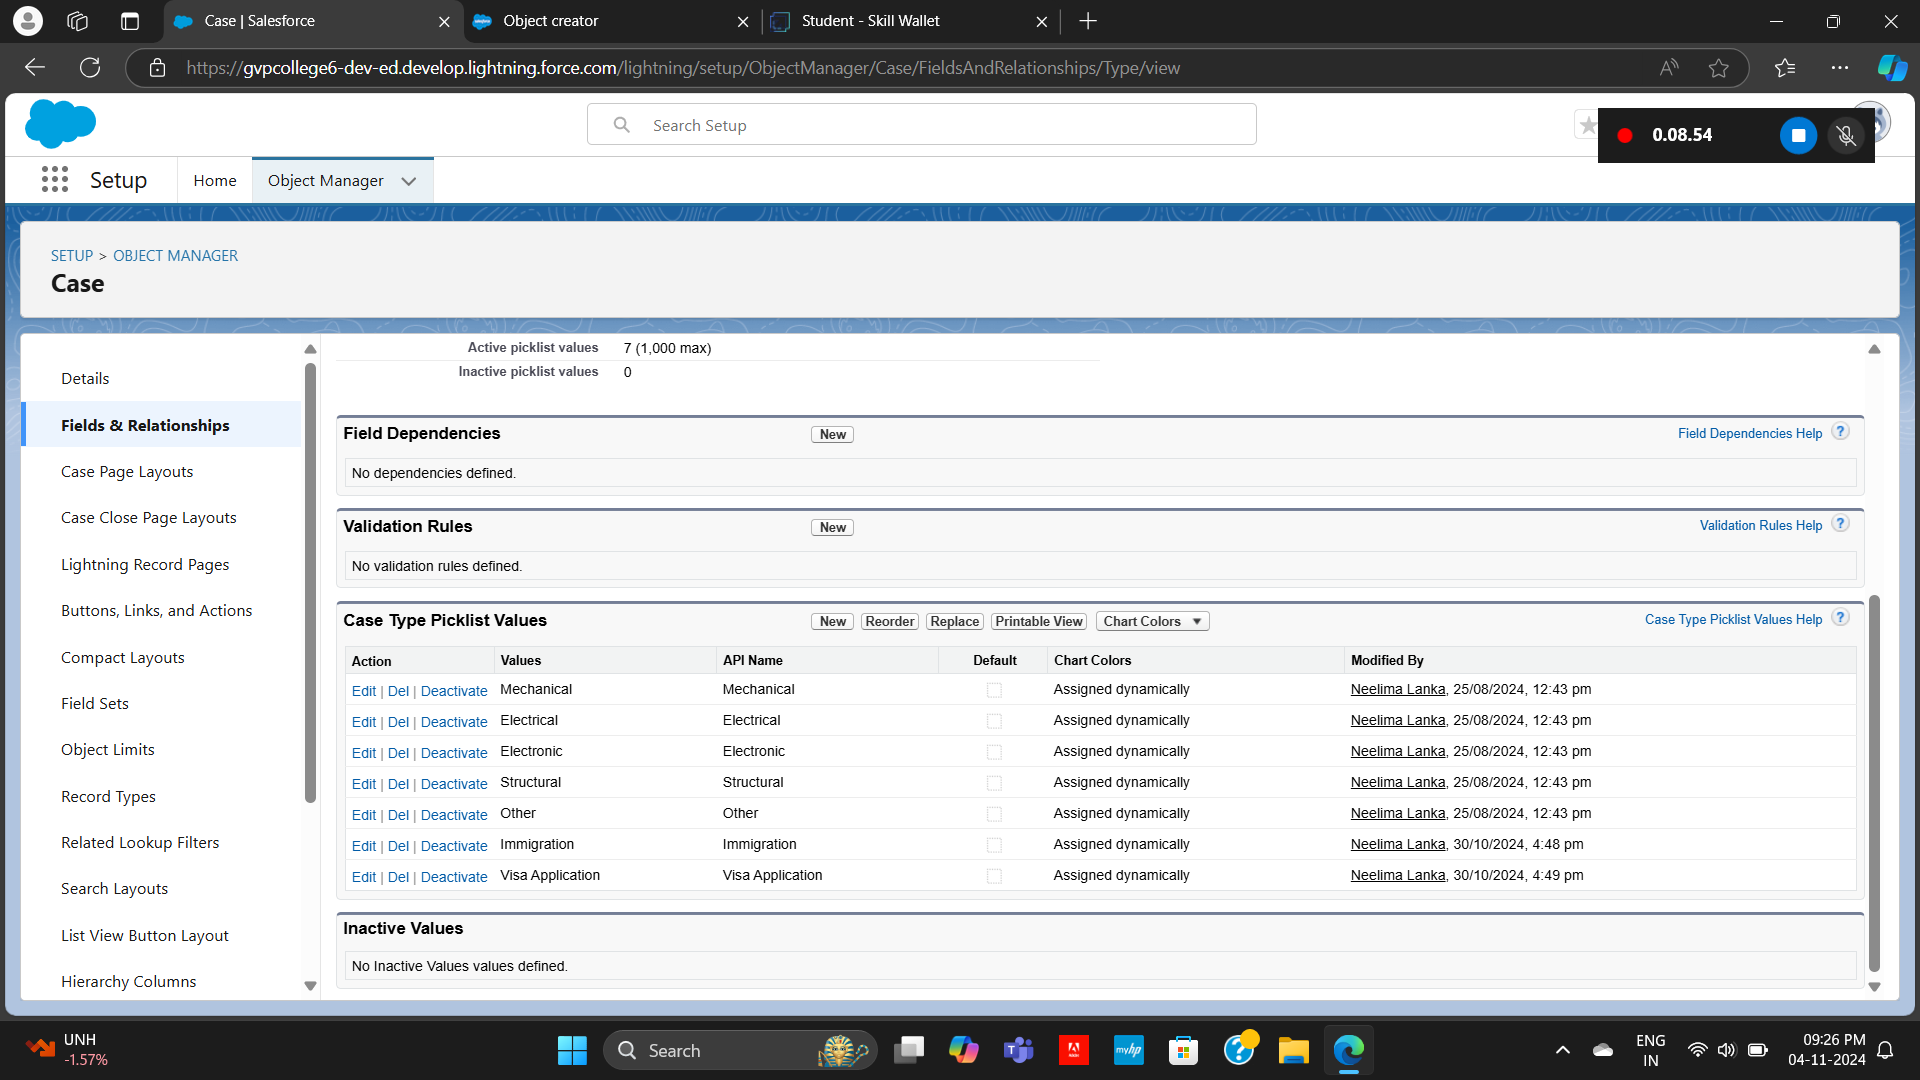 Case | Salesforce
Object creator
Student - Skill Wallet
https://gvpcollege6-dev-ed.develop.lightning.force.com/lightning/setup/ObjectManager/Case/FieldsAndRelationships/Type/view
Search Setup
0.08.54
Setup
Home
Object Manager
SETUP > OBJECT MANAGER
Case
Details
Fields & Relationships
Case Page Layouts
Case Close Page Layouts
Lightning Record Pages
Buttons, Links, and Actions
Compact Layouts
Field Sets
Object Limits
Record Types
Related Lookup Filters
Search Layouts
List View Button Layout
Hierarchy Columns
Active picklist values 7 (1,000 max)
Inactive picklist values 0
Field Dependencies New Field Dependencies Help ?
No dependencies defined.
Validation Rules New Validation Rules Help ?
No validation rules defined.
Case Type Picklist Values New Reorder Replace Printable View Chart Colors Case Type Picklist Values Help ?
Action Values API Name Default Chart Colors Modified By
Edit | Del | Deactivate Mechanical Mechanical Assigned dynamically Neelima Lanka, 25/08/2024, 12:43 pm
Edit | Del | Deactivate Electrical Electrical Assigned dynamically Neelima Lanka, 25/08/2024, 12:43 pm
Edit | Del | Deactivate Electronic Electronic Assigned dynamically Neelima Lanka, 25/08/2024, 12:43 pm
Edit | Del | Deactivate Structural Structural Assigned dynamically Neelima Lanka, 25/08/2024, 12:43 pm
Edit | Del | Deactivate Other Other Assigned dynamically Neelima Lanka, 25/08/2024, 12:43 pm
Edit | Del | Deactivate Immigration Immigration Assigned dynamically Neelima Lanka, 30/10/2024, 4:48 pm
Edit | Del | Deactivate Visa Application Visa Application Assigned dynamically Neelima Lanka, 30/10/2024, 4:49 pm
Inactive Values
No Inactive Values values defined.
UNH
-1.57%
Search
myhp
ENG
IN
09:26 PM
04-11-2024